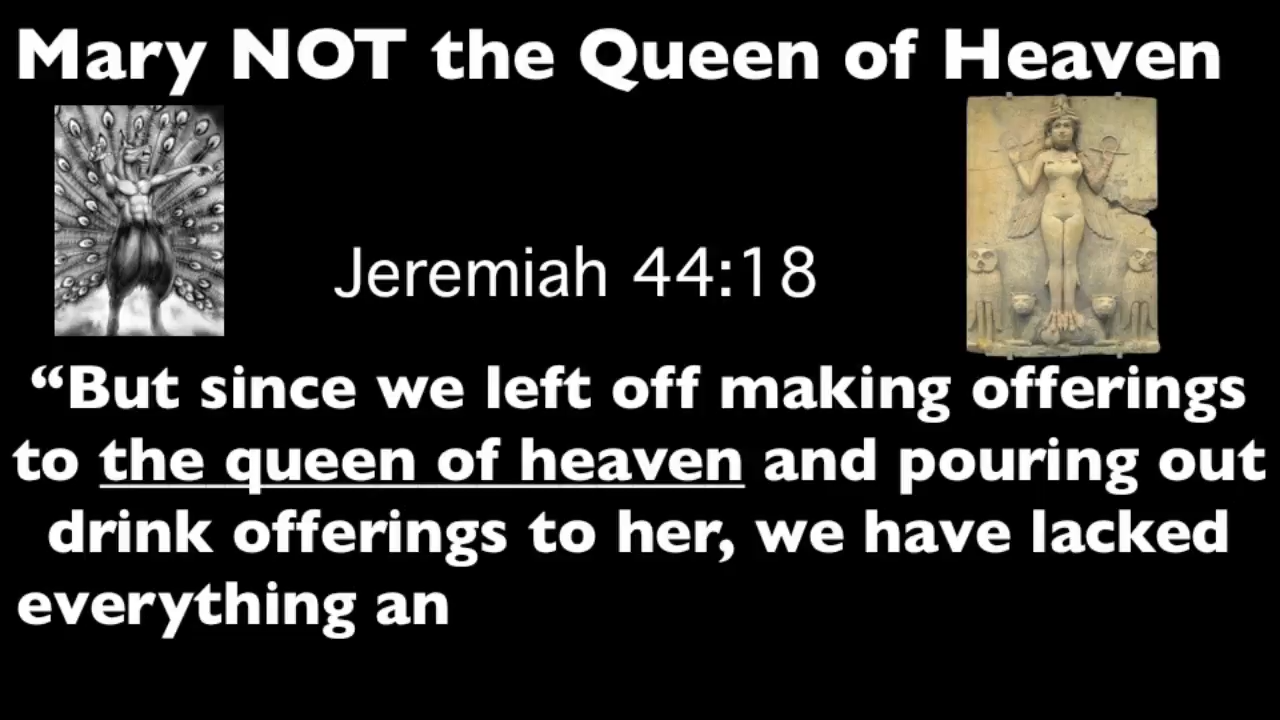 Mary NOT the Queen of Heaven
Jeremiah 44:18
“But since we left off making offerings
to the queen of heaven and pouring out
drink offerings to her, we have lacked
everything an